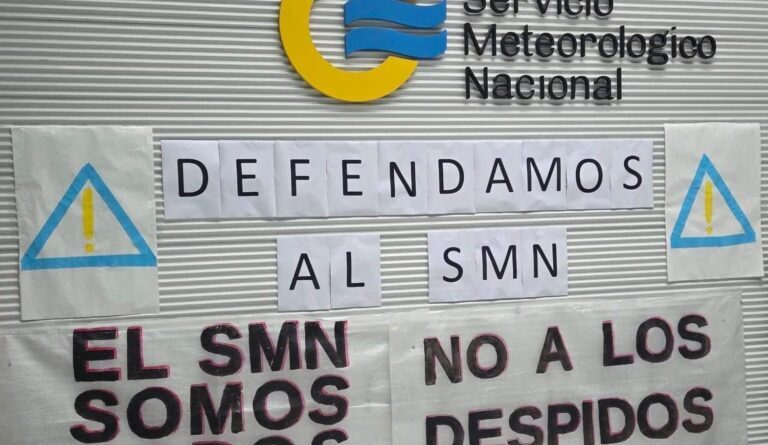 Servicio
Meteorologico
Nacional
DEFENDAMOS
AL SMN
EL SMN
SOMOS
NO A LOS
DESPIDOS